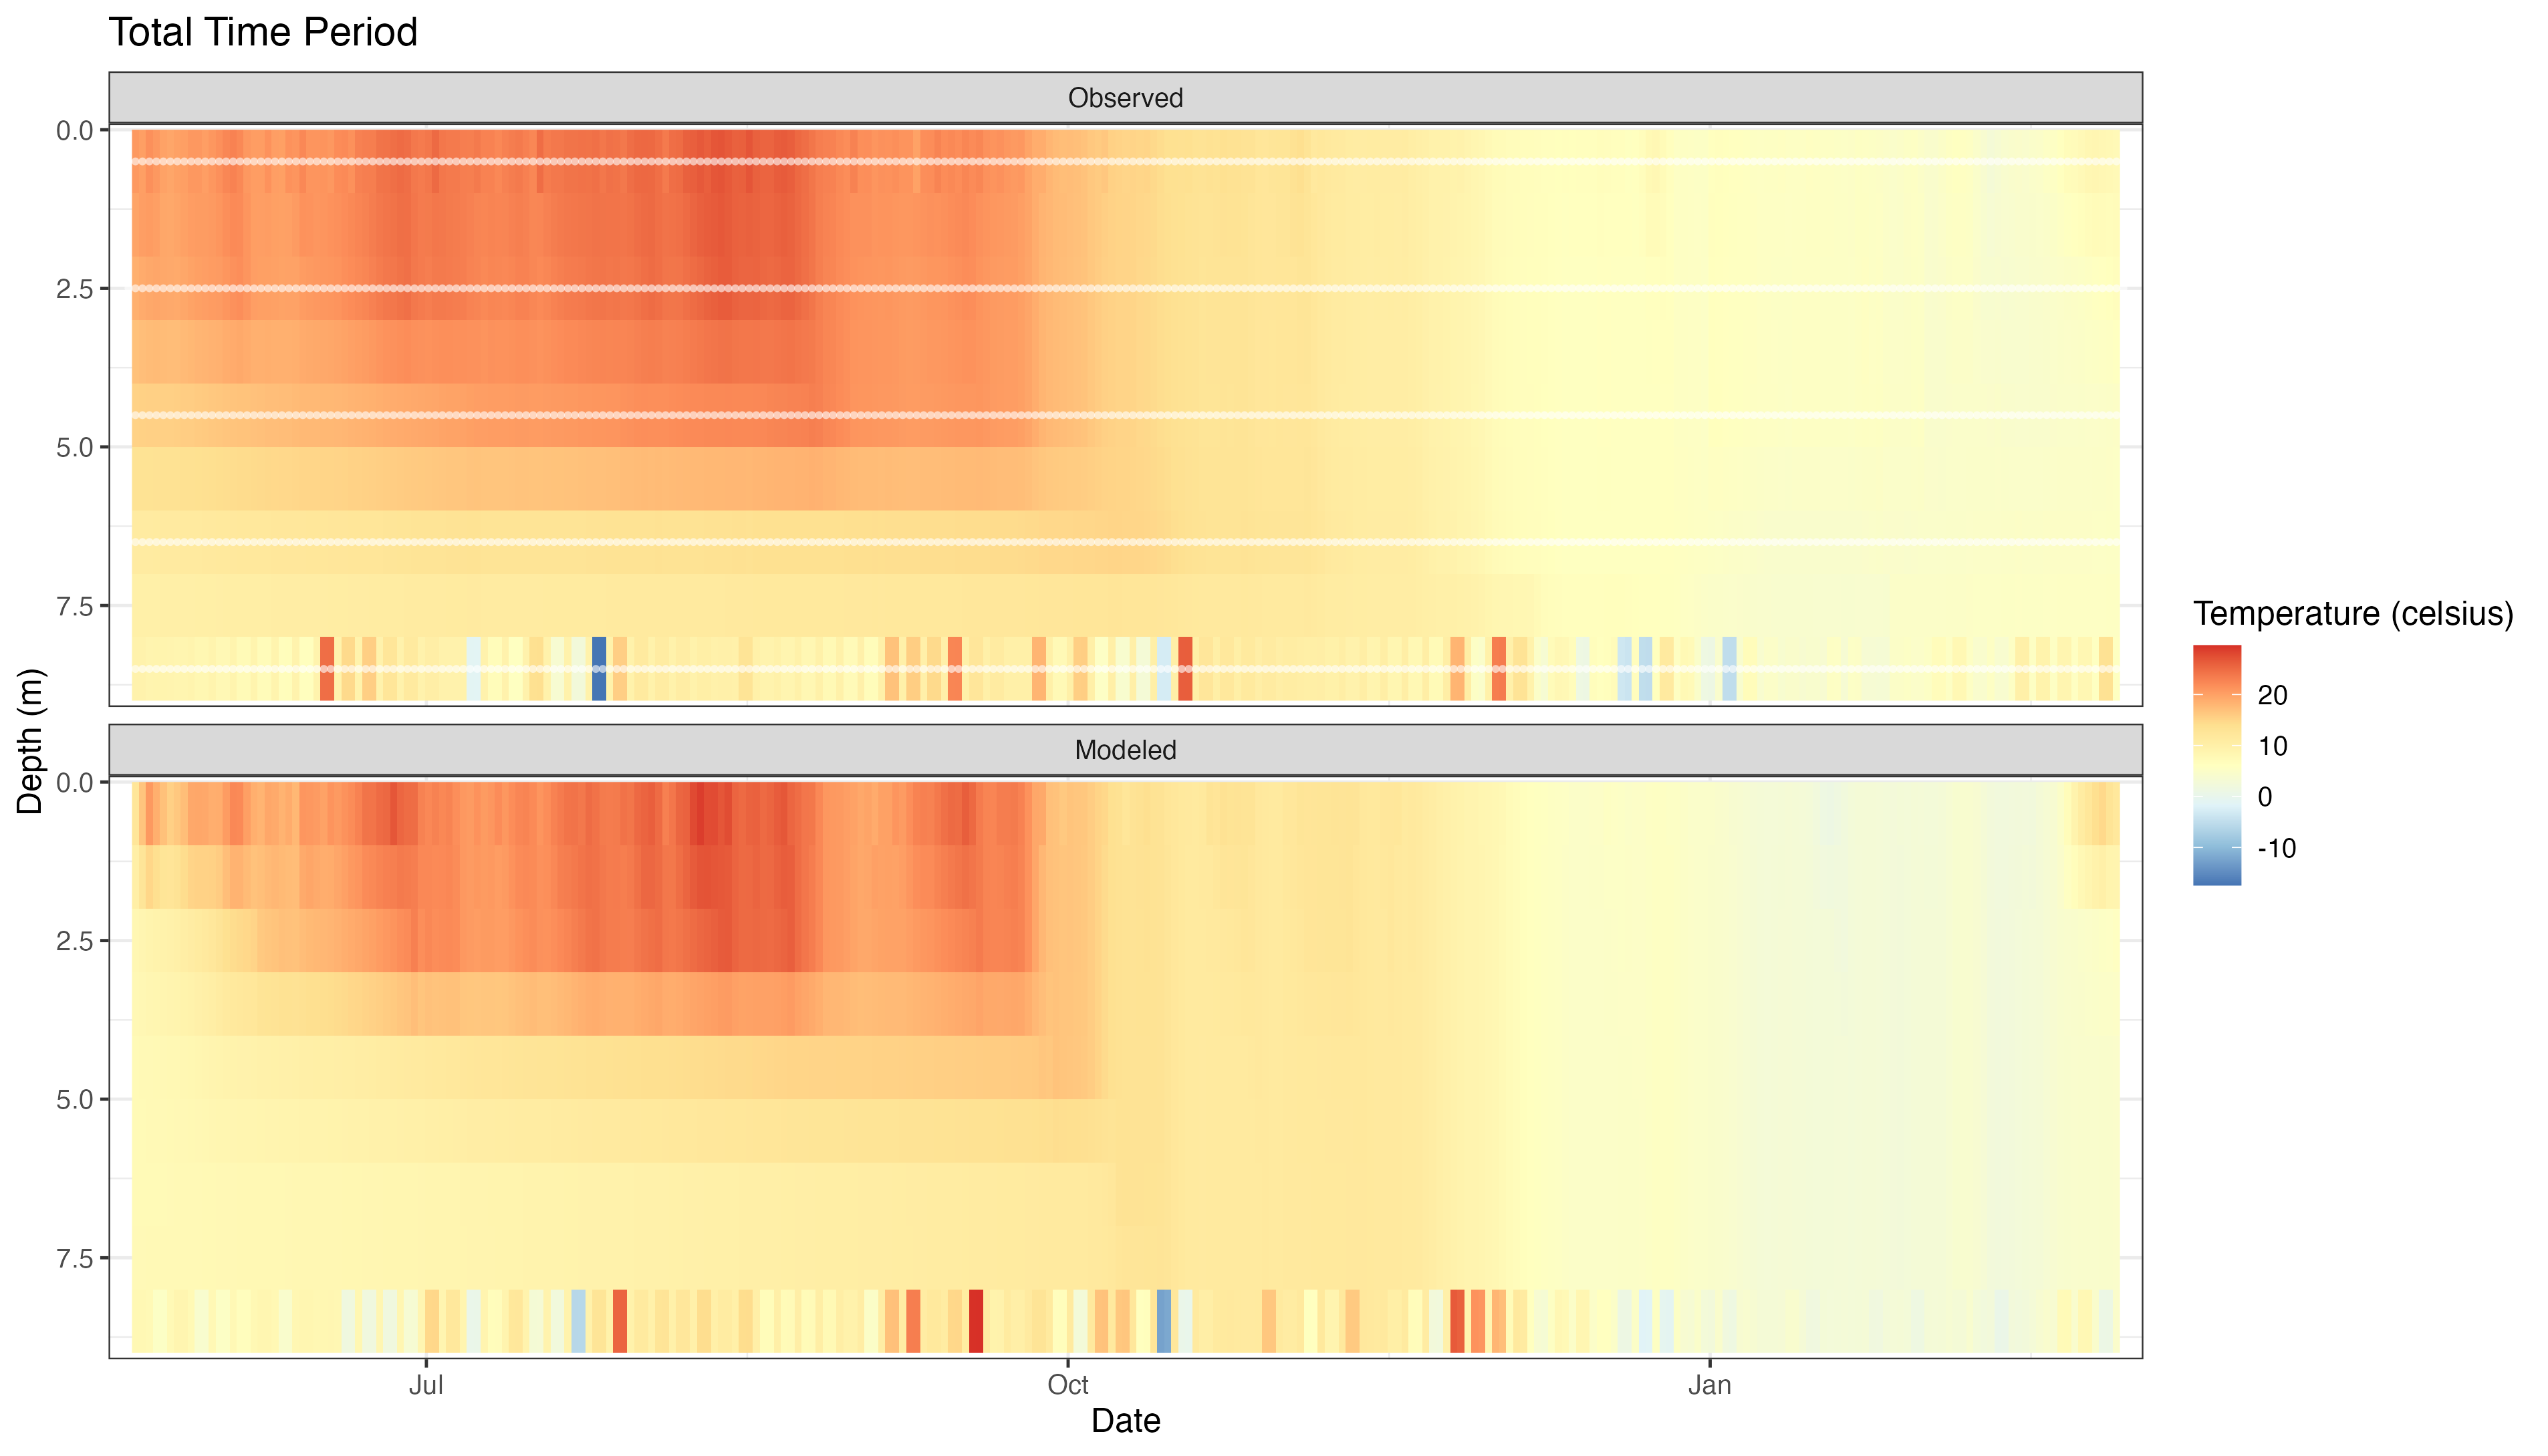 Total Time Period
Observed
0.0
2.5
5.0
7.5
Depth (m)
Modeled
0.0
2.5
5.0
7.5
Jul
Oct
Jan
Date
Temperature (celsius)
20
10
0
-10